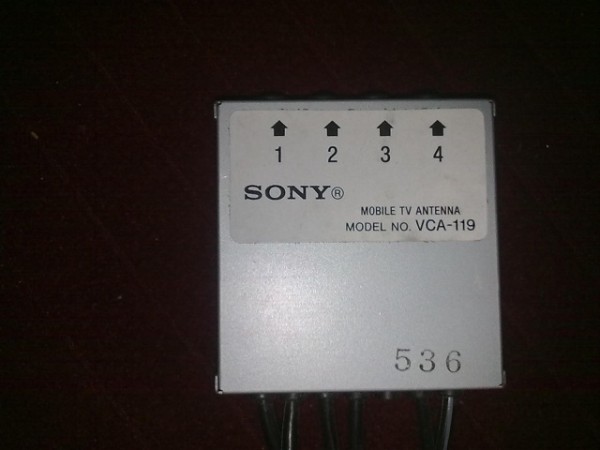 1 2 3 4
SONY®
MOBILE TV ANTENNA
MODEL NO. VCA-119
536